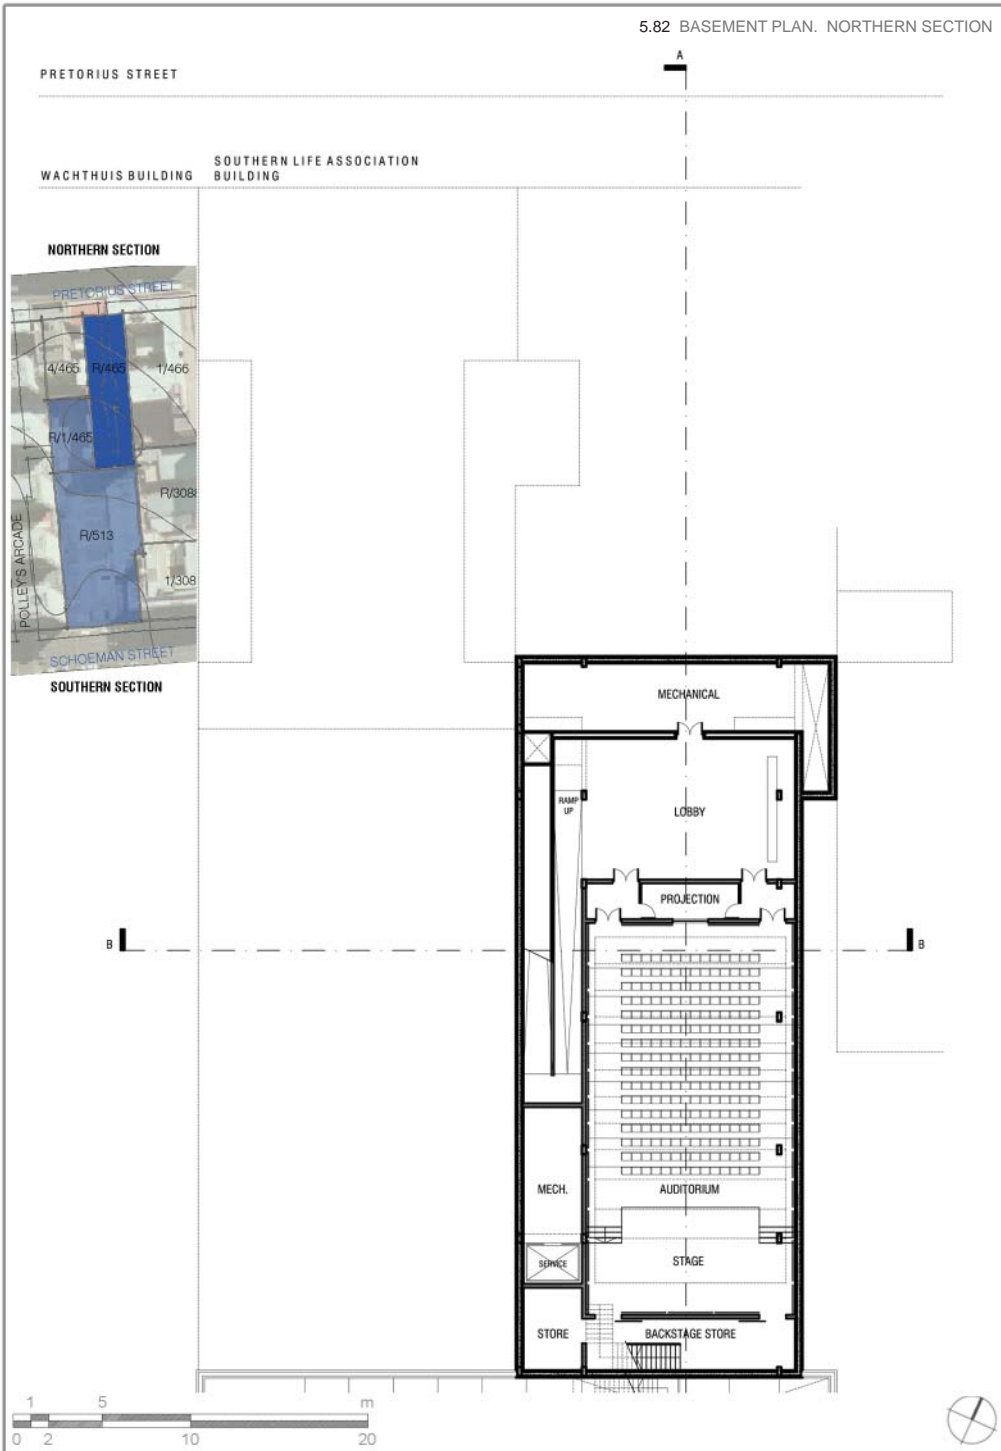 5.82 BASEMENT PLAN. NORTHERN SECTION
A
PRETORIUS STREET
SOUTHERN LIFE ASSOCIATION
WACHTHUIS BUILDING BUILDING
NORTHERN SECTION
PRETORIUS STREET
4/465 R/465 1/466
R/1/465
R/308
R/513
POLLEY'S ARCADE
1/308
SCHOEMAN STREET
SOUTHERN SECTION
MECHANICAL
RAMP
UP
LOBBY
PROJECTION
B B
MECH.
AUDITORIUM
SERVICE
STAGE
STORE
BACKSTAGE STORE
1 5 m
0 2 10 20